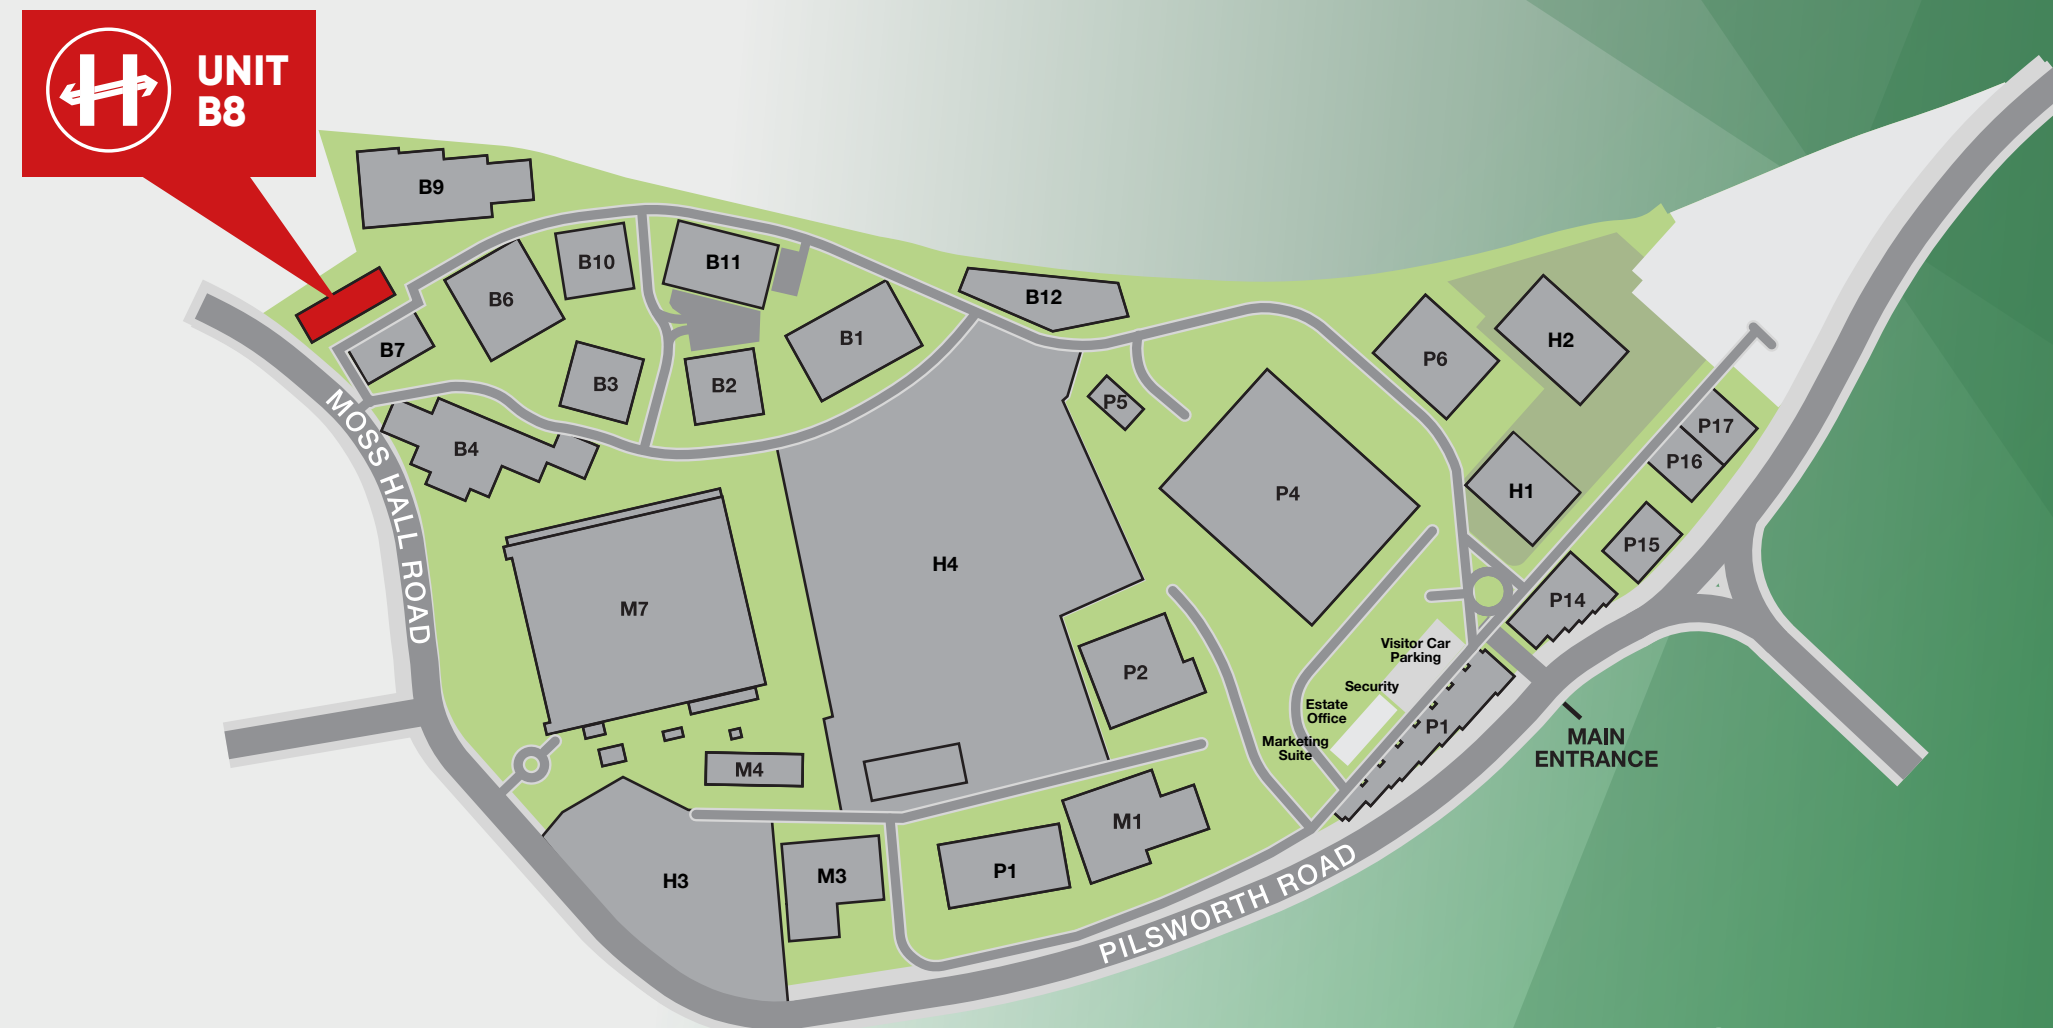 UNIT
B8
B9
B10
B11
B6
B12
B1
B7
B3
B2
B4
P5
P6
H2
P17
P16
P4
H1
P15
P14
H4
M7
P2
Visitor Car
Parking
Security
Estate
Office
Marketing
Suite
P1
MAIN
ENTRANCE
M4
M1
M3
P1
H3
MOSS HALL ROAD
PILSWORTH ROAD